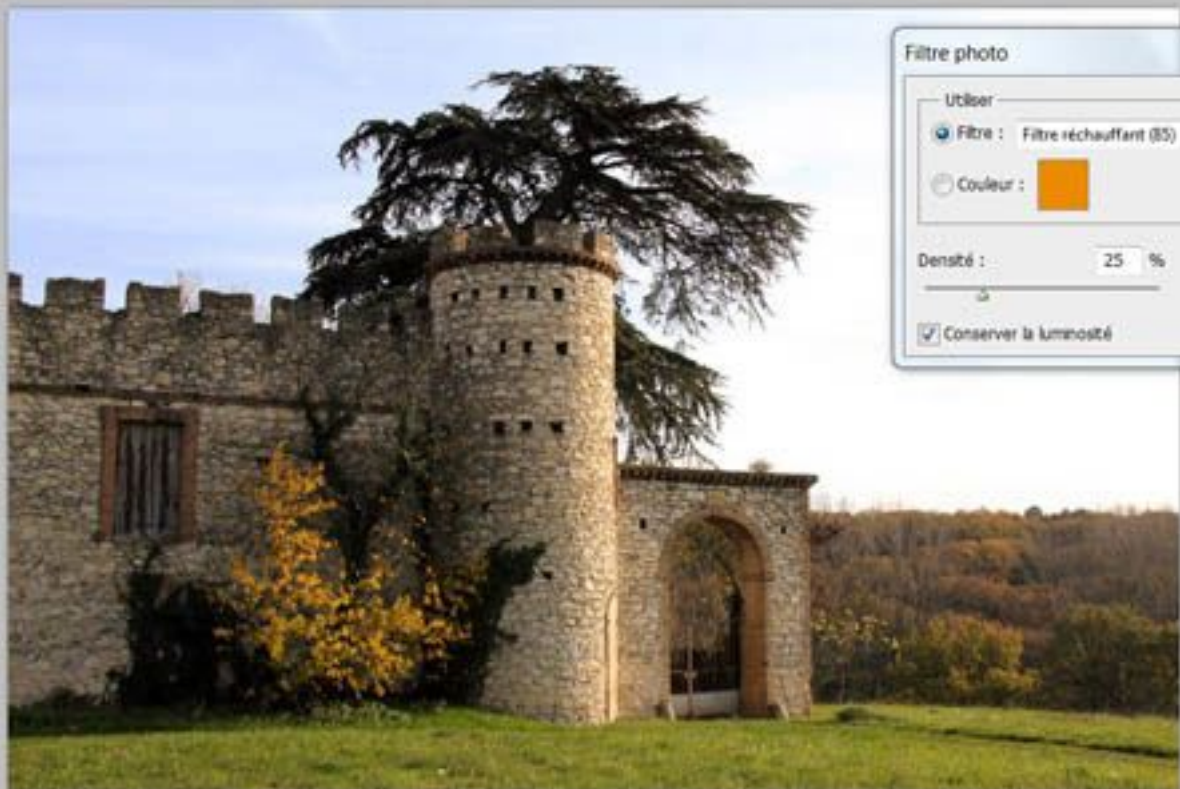 Filtre photo
Utiliser
Filtre : Filtre réchauffant (85)
Couleur :
Densité : 25 %
Conserver la luminosité